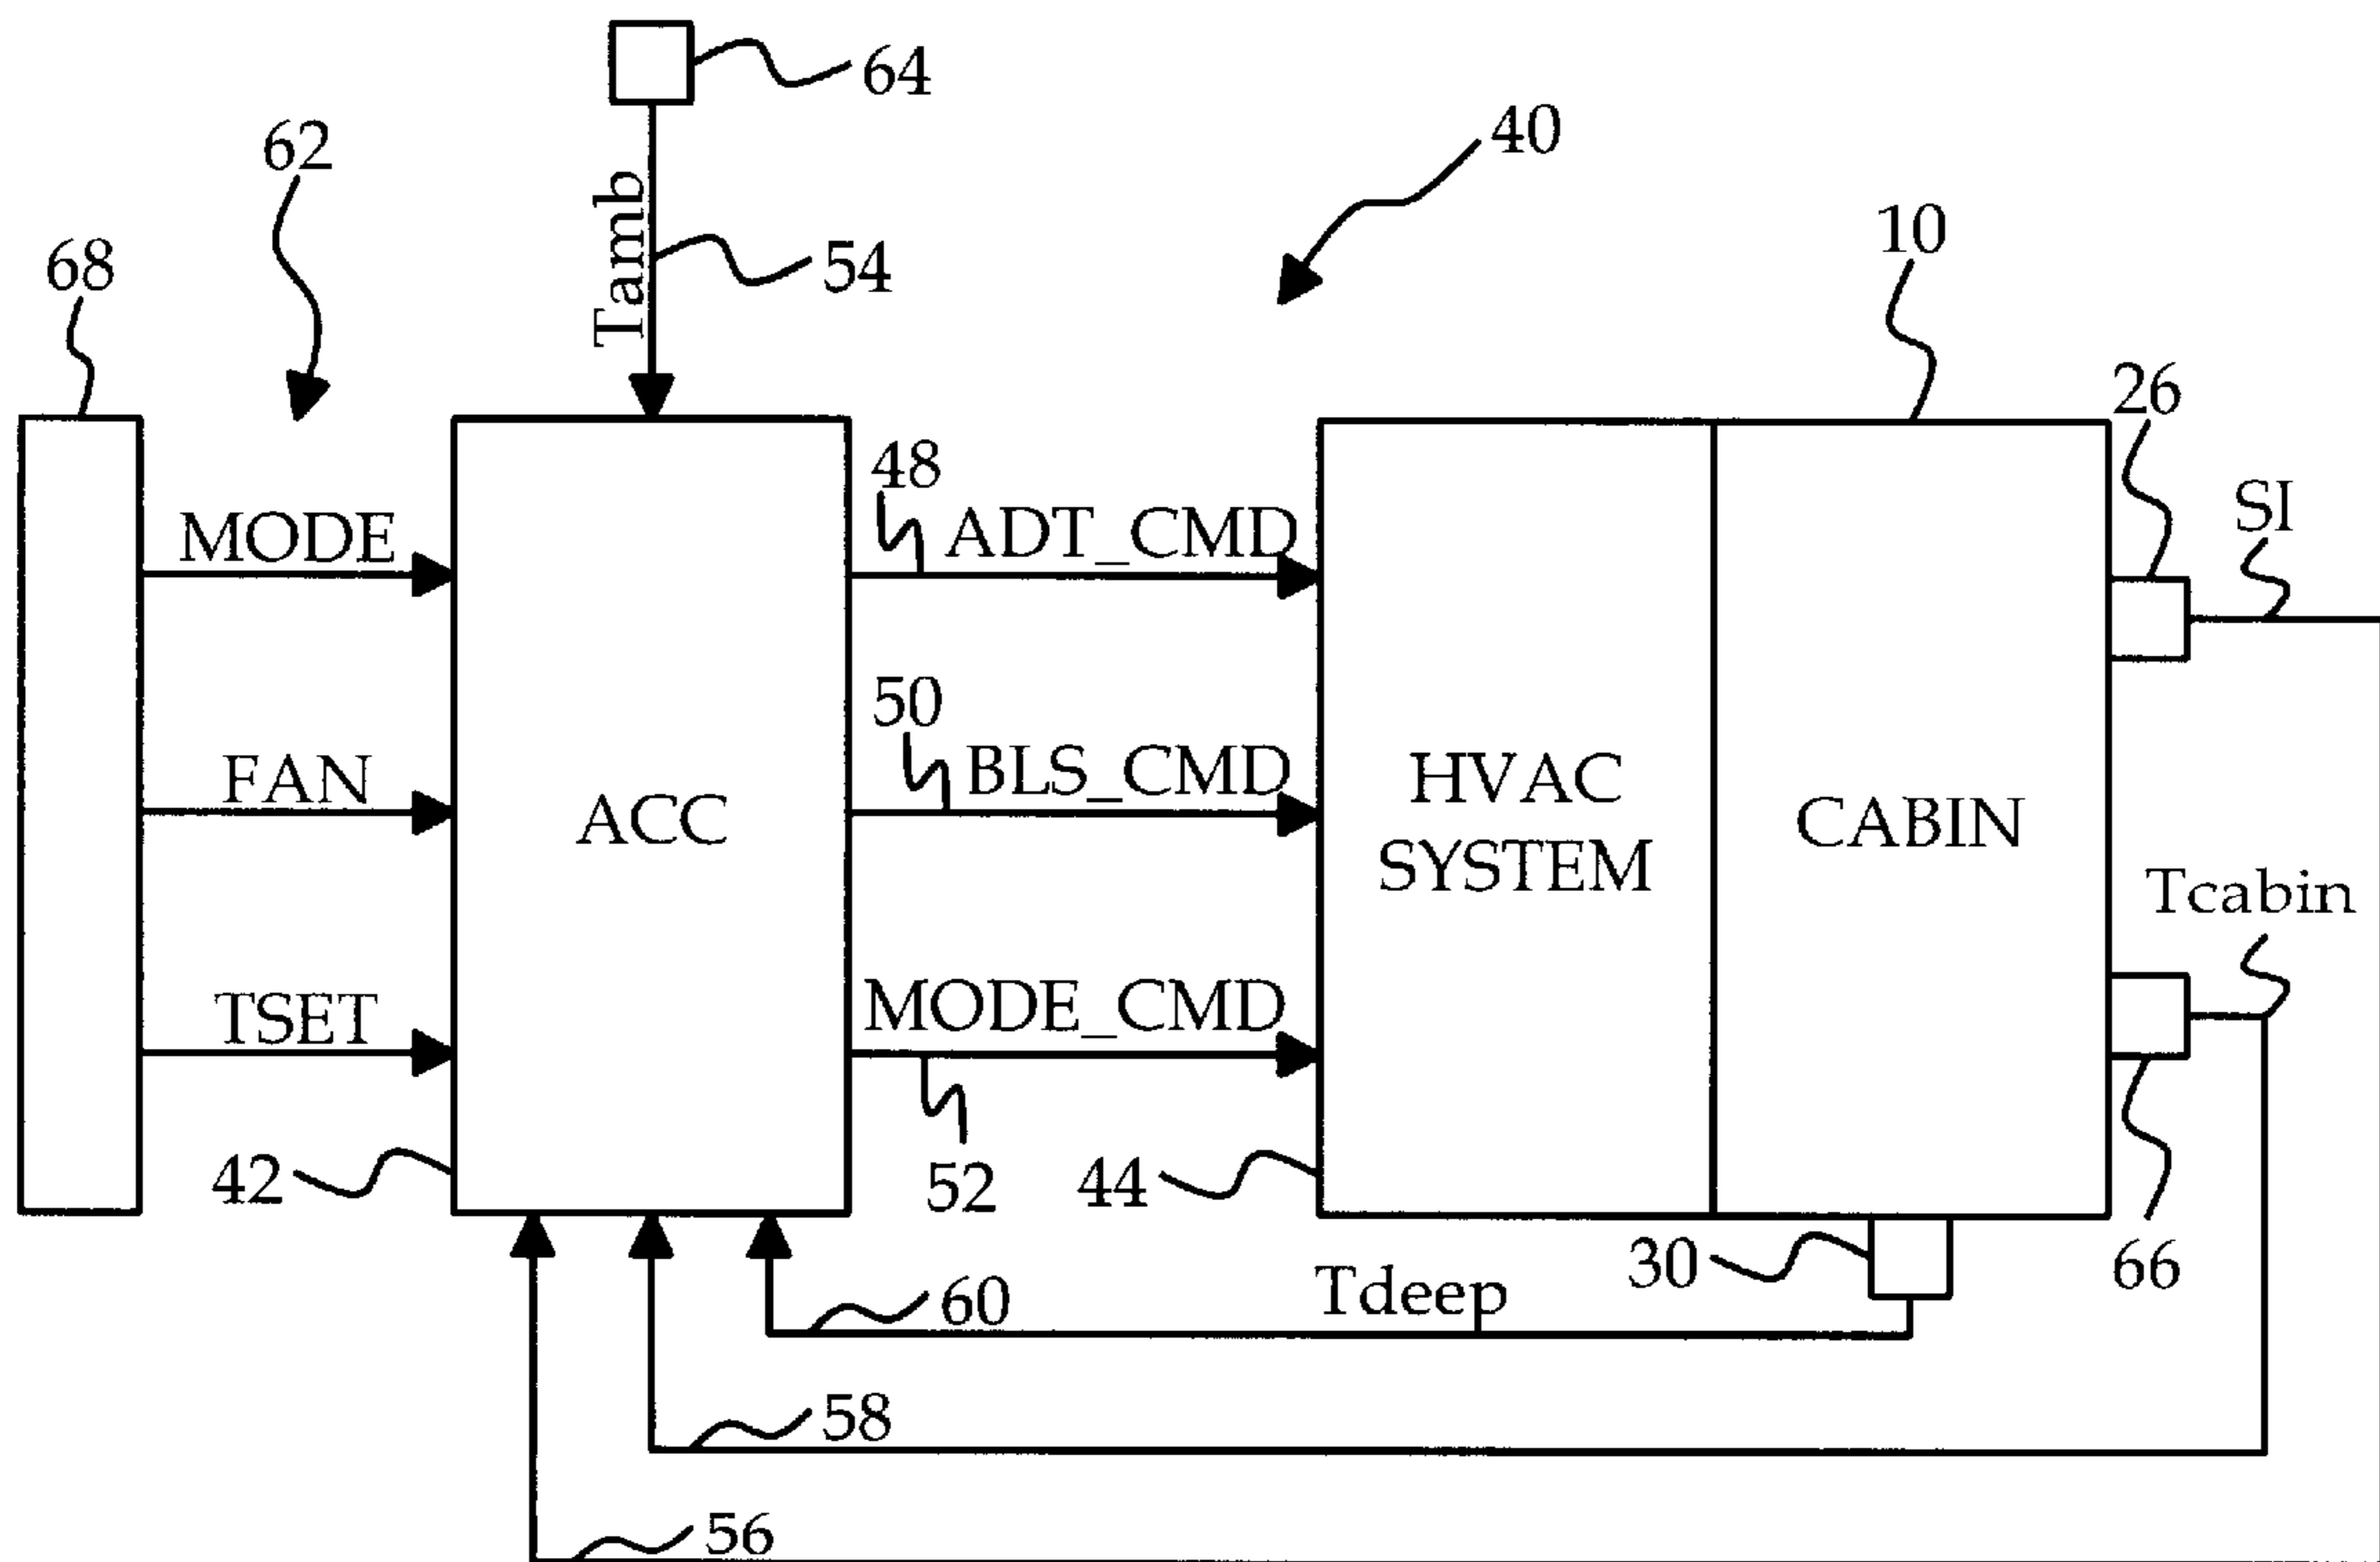 64
62
40
Tamb
54
10
68
26
48
SI
MODE
ADT_CMD
50
FAN
BLS_CMD
HVAC
SYSTEM
ACC
CABIN
Tcabin
TSET
MODE_CMD
42
52
44
30
66
60
Tdeep
58
56